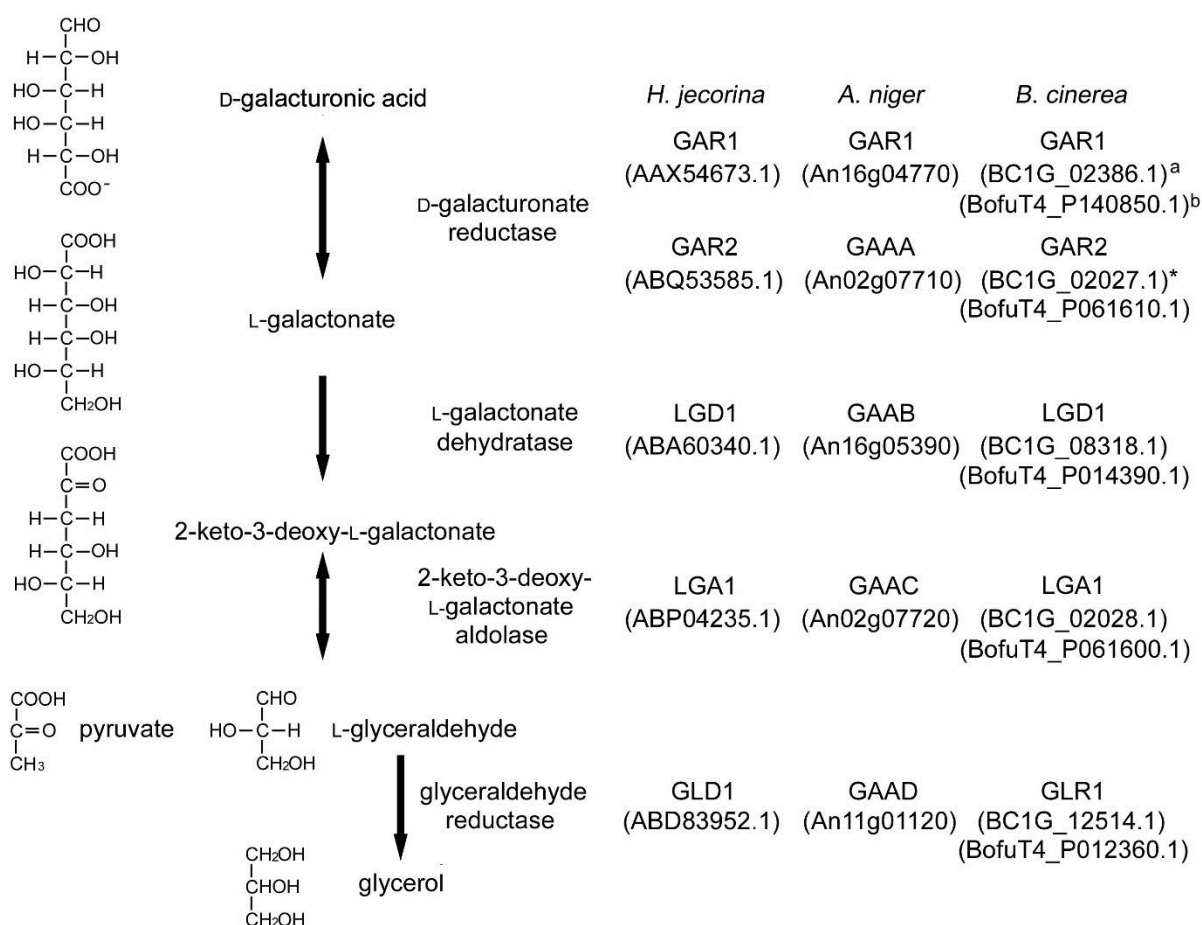 CHO
H–C–OH
HO–C–H
HO–C–H
H–C–OH
COO⁻
D-galacturonic acid
H. jecorina A. niger B. cinerea
D-galacturonate
reductase
GAR1 GAR1 GAR1
(AAX54673.1) (An16g04770) (BC1G_02386.1)ᵃ
(BofuT4_P140850.1)ᵇ
GAR2 GAAA GAR2
(ABQ53585.1) (An02g07710) (BC1G_02027.1)*
(BofuT4_P061610.1)
COOH
HO–C–H
H–C–OH
H–C–OH
HO–C–H
CH₂OH
L-galactonate
L-galactonate
dehydratase
LGD1 GAAB LGD1
(ABA60340.1) (An16g05390) (BC1G_08318.1)
(BofuT4_P014390.1)
COOH
C=O
H–C–H
H–C–OH
HO–C–H
CH₂OH
2-keto-3-deoxy-L-galactonate
2-keto-3-deoxy-
L-galactonate
aldolase
LGA1 GAAC LGA1
(ABP04235.1) (An02g07720) (BC1G_02028.1)
(BofuT4_P061600.1)
COOH
C=O
CH₃
pyruvate
CHO
HO–C–H
CH₂OH
L-glyceraldehyde
glyceraldehyde
reductase
GLD1 GAAD GLR1
(ABD83952.1) (An11g01120) (BC1G_12514.1)
(BofuT4_P012360.1)
CH₂OH
CHOH
CH₂OH
glycerol